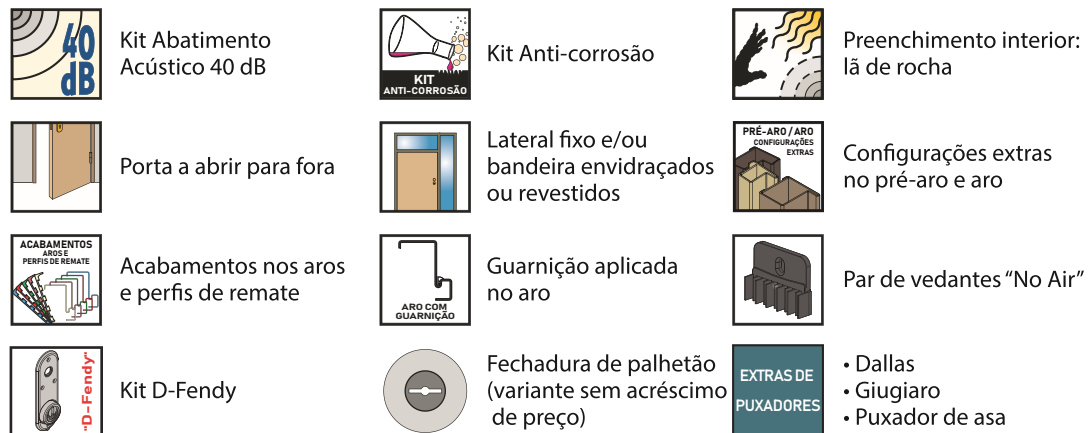 40
dB
Kit Abatimento
Acústico 40 dB
KIT
ANTI-CORROSÃO
Kit Anti-corrosão
Preenchimento interior:
lã de rocha
Porta a abrir para fora
Lateral fixo e/ou
bandeira envidraçados
ou revestidos
PRÉ-ARO / ARO
CONFIGURAÇÕES
EXTRAS
Configurações extras
no pré-aro e aro
ACABAMENTOS
AROS E
PERFIS DE REMATE
Acabamentos nos aros
e perfis de remate
ARO COM
GUARNIÇÃO
Guarnição aplicada
no aro
Par de vedantes “No Air”
"D-Fendy"
Kit D-Fendy
Fechadura de palhetão
(variante sem acréscimo
de preço)
EXTRAS DE
PUXADORES
• Dallas
• Giugiaro
• Puxador de asa